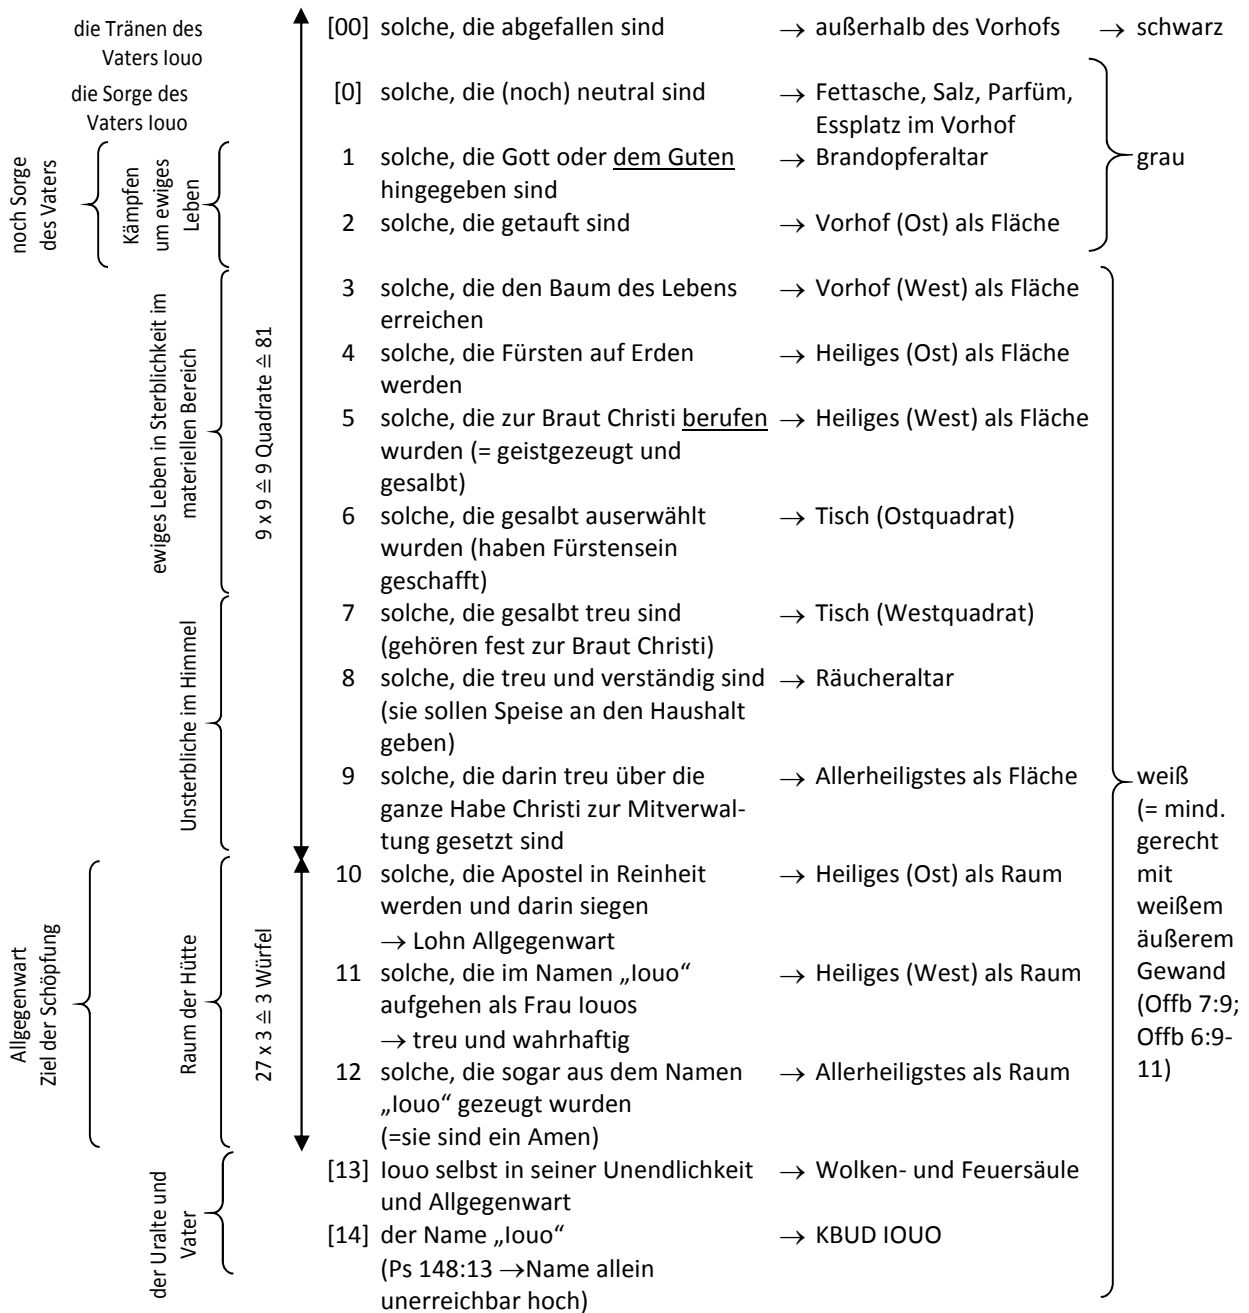 die Tränen des
Vaters Iouo
[00] solche, die abgefallen sind → außerhalb des Vorhofs → schwarz
die Sorge des
Vaters Iouo
[0] solche, die (noch) neutral sind → Fettasche, Salz, Parfüm,
Essplatz im Vorhof
noch Sorge
des Vaters
Kämpfen
um ewiges
Leben
1 solche, die Gott oder dem Guten → Brandopferaltar
hingegeben sind
grau
2 solche, die getauft sind → Vorhof (Ost) als Fläche
ewiges Leben in Sterblichkeit im
materiellen Bereich
9 x 9 ≙ 9 Quadrate ≙ 81
3 solche, die den Baum des Lebens → Vorhof (West) als Fläche
erreichen
4 solche, die Fürsten auf Erden → Heiliges (Ost) als Fläche
werden
5 solche, die zur Braut Christi berufen → Heiliges (West) als Fläche
wurden (= geistgezeugt und
gesalbt)
6 solche, die gesalbt auserwählt → Tisch (Ostquadrat)
wurden (haben Fürstensein
geschafft)
Unsterbliche im Himmel
7 solche, die gesalbt treu sind → Tisch (Westquadrat)
(gehören fest zur Braut Christi)
8 solche, die treu und verständig sind → Räucheraltar
(sie sollen Speise an den Haushalt
geben)
9 solche, die darin treu über die → Allerheiligstes als Fläche
ganze Habe Christi zur Mitverwal-
tung gesetzt sind
weiß
(= mind.
gerecht
mit
weißem
äußerem
Gewand
(Offb 7:9;
Offb 6:9-
11)
Allgegenwart
Ziel der Schöpfung
Raum der Hütte
27 x 3 ≙ 3 Würfel
10 solche, die Apostel in Reinheit → Heiliges (Ost) als Raum
werden und darin siegen
→ Lohn Allgegenwart
11 solche, die im Namen „Iouo“ → Heiliges (West) als Raum
aufgehen als Frau Iouos
→ treu und wahrhaftig
12 solche, die sogar aus dem Namen → Allerheiligstes als Raum
„Iouo“ gezeugt wurden
(=sie sind ein Amen)
der Uralte und
Vater
[13] Iouo selbst in seiner Unendlichkeit → Wolken- und Feuersäule
und Allgegenwart
[14] der Name „Iouo“ → KBUD IOUO
(Ps 148:13 →Name allein
unerreichbar hoch)